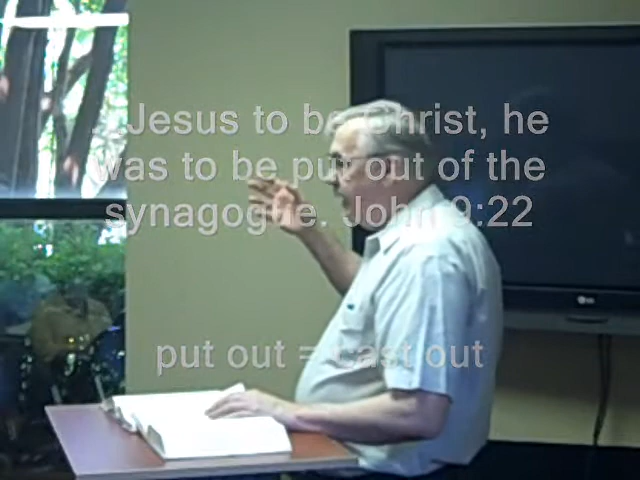 ...Jesus to be Christ, he
was to be put out of the
synagogue. John 9:22
put out = cast out
LG